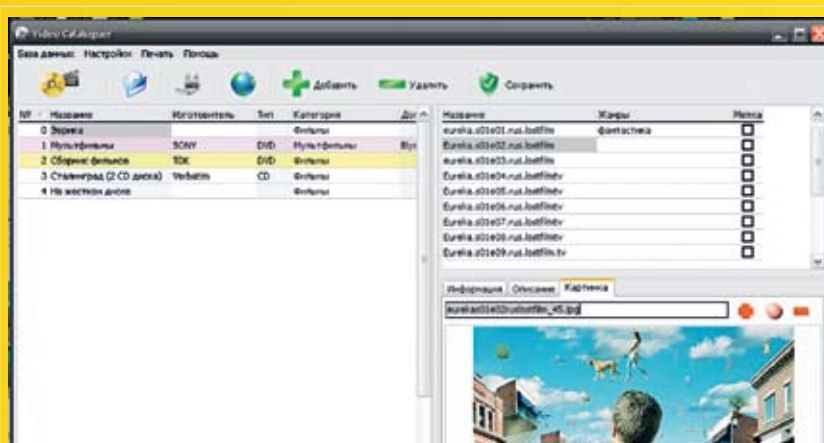 Video Cataloguer
База данных Настройки Печать Помощь
Добавить Удалить Сохранить
№ Название Изготовитель Тип Категория
0 Эврика Фильмы
1 Мультфильмы SONY DVD Мультфильмы
2 Сборник фильмов TDK DVD Фильмы
3 Сталинград (2 CD диска) Verbatim CD Фильмы
4 На жестком диске Фильмы
Название Жанры Метка
eureka.s01e01.rus.lostfilm фантастика
Eureka.s01e02.rus.lostfilm
eureka.s01e03.rus.lostfilm
Eureka.s01e04.rus.lostfilmtv
Eureka.s01e05.rus.lostfilmtv
Eureka.s01e06.rus.lostfilmtv
Eureka.s01e07.rus.lostfilmtv
Eureka.s01e08.rus.lostfilmtv
Eureka.s01e09.rus.lostfilm.tv
Информация Описание Картинка
eurekas01e02ruslostfilm_45.jpg